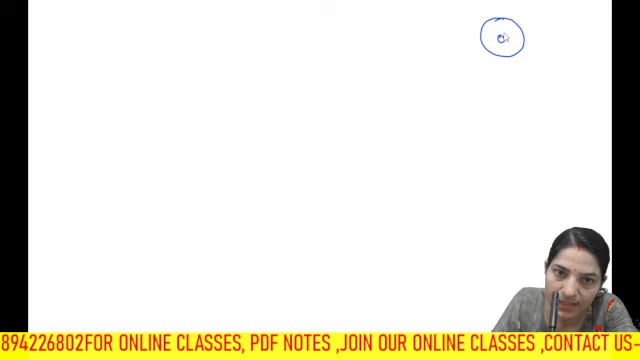 894226802FOR ONLINE CLASSES, PDF NOTES ,JOIN OUR ONLINE CLASSES ,CONTACT US-